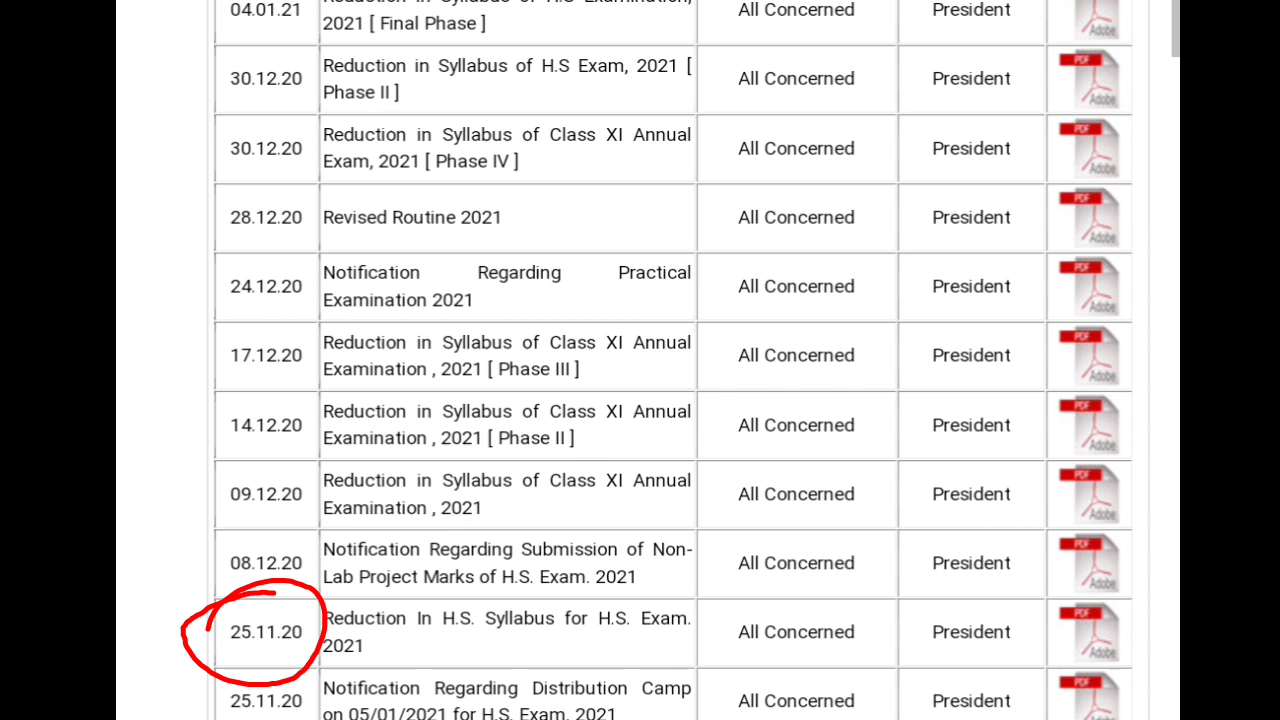 04.01.21 Reduction in Syllabus of H.S Examination,
2021 [ Final Phase ] All Concerned President Adobe
30.12.20 Reduction in Syllabus of H.S Exam, 2021 [
Phase II ] All Concerned President PDF Adobe
30.12.20 Reduction in Syllabus of Class XI Annual
Exam, 2021 [ Phase IV ] All Concerned President PDF Adobe
28.12.20 Revised Routine 2021 All Concerned President PDF Adobe
24.12.20 Notification Regarding Practical
Examination 2021 All Concerned President PDF Adobe
17.12.20 Reduction in Syllabus of Class XI Annual
Examination , 2021 [ Phase III ] All Concerned President PDF Adobe
14.12.20 Reduction in Syllabus of Class XI Annual
Examination , 2021 [ Phase II ] All Concerned President PDF Adobe
09.12.20 Reduction in Syllabus of Class XI Annual
Examination , 2021 All Concerned President PDF Adobe
08.12.20 Notification Regarding Submission of Non-
Lab Project Marks of H.S. Exam. 2021 All Concerned President PDF Adobe
25.11.20 Reduction In H.S. Syllabus for H.S. Exam.
2021 All Concerned President PDF Adobe
25.11.20 Notification Regarding Distribution Camp
on 05/01/2021 for H.S. Exam. 2021 All Concerned President PDF Adobe